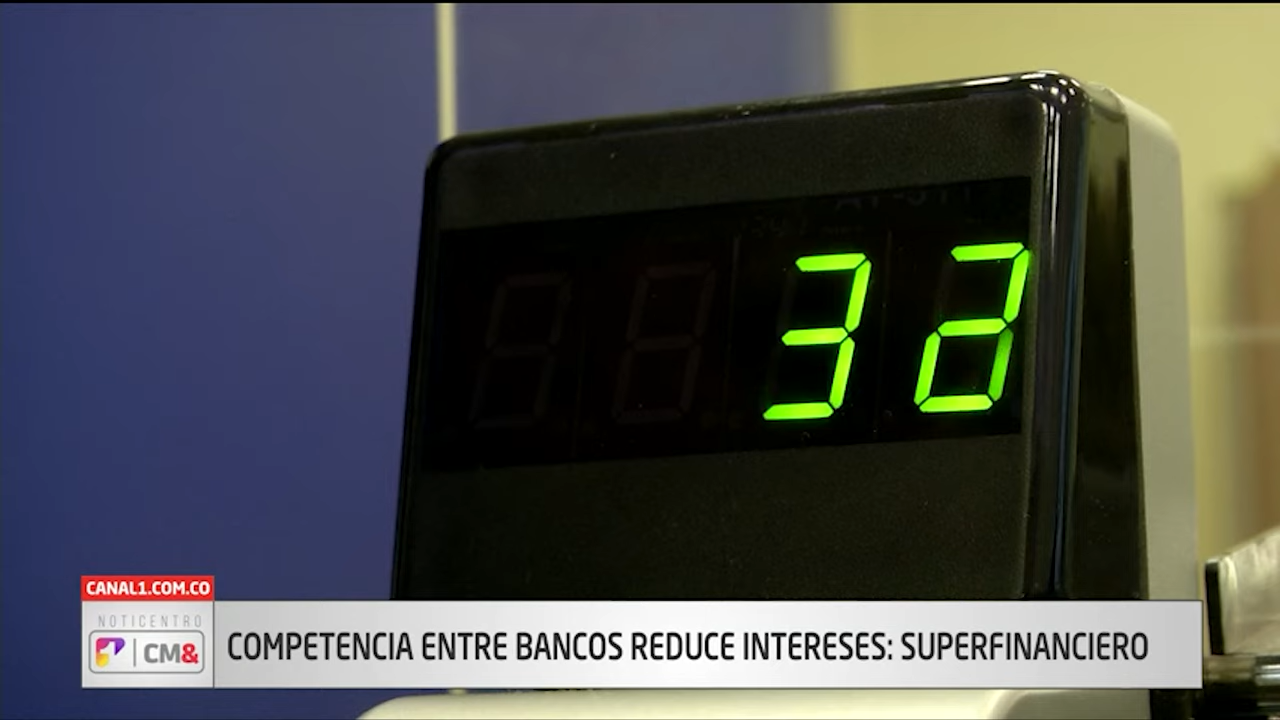 32
CANAL1.COM.CO
NOTICENTRO
CM&
COMPETENCIA ENTRE BANCOS REDUCE INTERESES: SUPERFINANCIERO